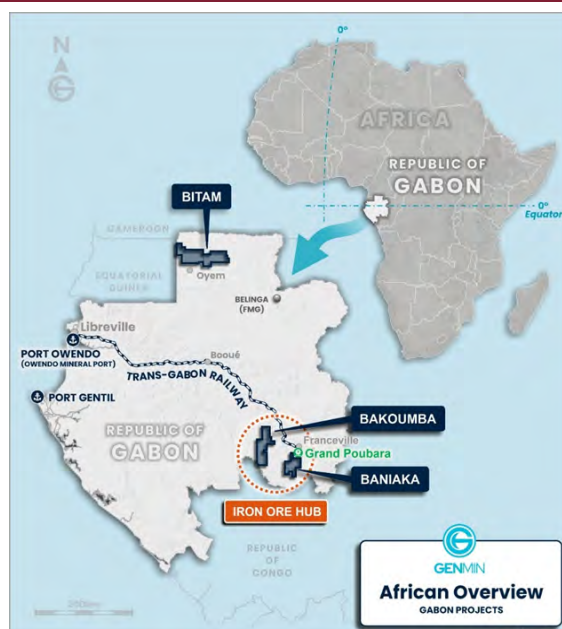 N
0°
AFRICA
REPUBLIC OF
GABON
0°
Equator
BITAM
CAMEROON
EQUATORIAL
GUINEA
Oyem
BELINGA
(FMG)
Libreville
PORT OWENDO
(OWENDO MINERAL PORT)
Booué
TRANS-GABON RAILWAY
PORT GENTIL
BAKOUMBA
REPUBLIC OF
GABON
Franceville
Grand Poubara
BANIAKA
IRON ORE HUB
REPUBLIC
OF
CONGO
GENMIN
African Overview
GABON PROJECTS